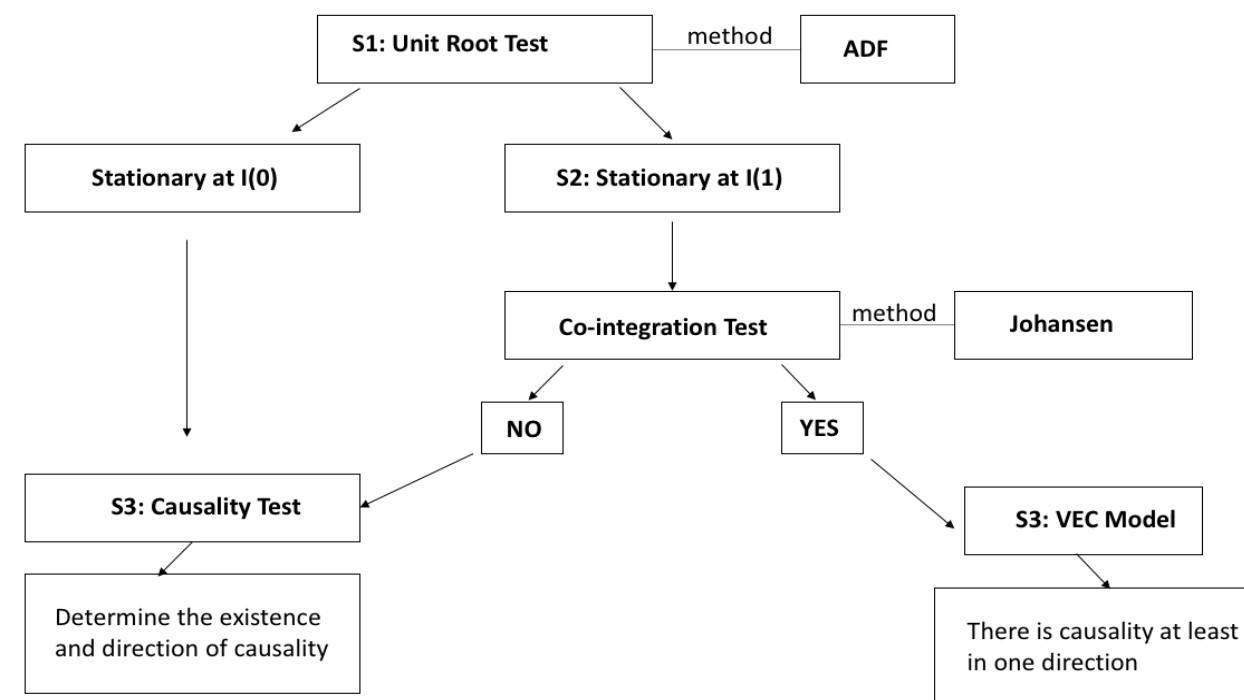 S1: Unit Root Test
method
ADF
Stationary at I(0)
S2: Stationary at I(1)
Co-integration Test
method
Johansen
NO
YES
S3: Causality Test
S3: VEC Model
Determine the existence
and direction of causality
There is causality at least
in one direction